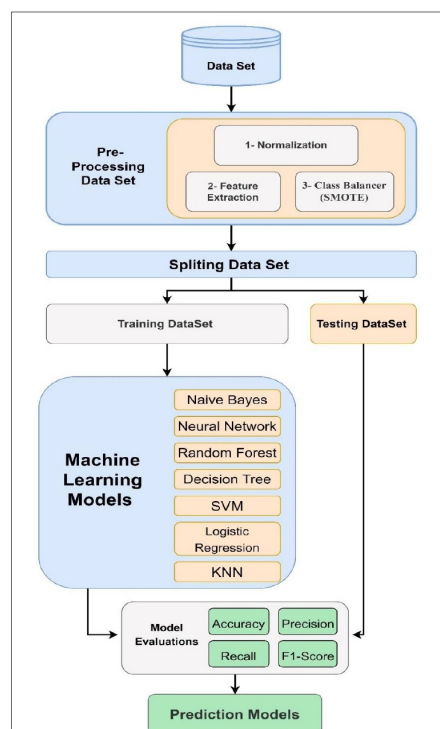 Data Set
Pre-
Processing
Data Set
1- Normalization
2- Feature
Extraction
3- Class Balancer
(SMOTE)
Spliting Data Set
Training DataSet
Testing DataSet
Machine
Learning
Models
Naive Bayes
Neural Network
Random Forest
Decision Tree
SVM
Logistic
Regression
KNN
Model
Evaluations
Accuracy
Precision
Recall
F1-Score
Prediction Models